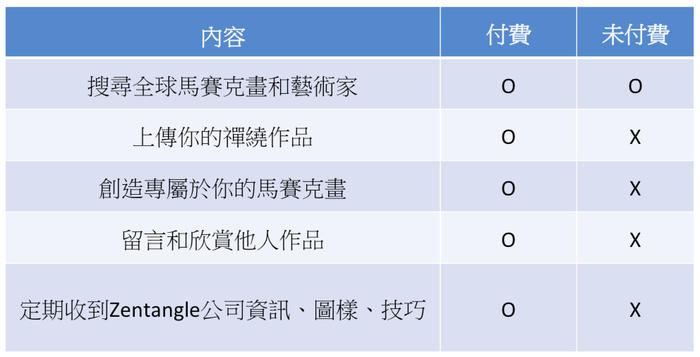 內容 付費 未付費
搜尋全球馬賽克畫和藝術家 O O
上傳你的禪繞作品 O X
創造專屬於你的馬賽克畫 O X
留言和欣賞他人作品 O X
定期收到Zentangle公司資訊、圖樣、技巧 O X